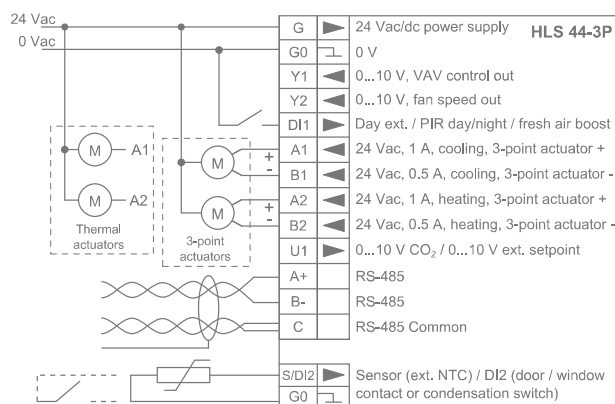 24 Vac
0 Vac
G 24 Vac/dc power supply HLS 44-3P
G0 0 V
Y1 0...10 V, VAV control out
Y2 0...10 V, fan speed out
DI1 Day ext. / PIR day/night / fresh air boost
M A1 M + - A1 24 Vac, 1 A, cooling, 3-point actuator +
B1 24 Vac, 0.5 A, cooling, 3-point actuator -
M A2 M + - A2 24 Vac, 1 A, heating, 3-point actuator +
B2 24 Vac, 0.5 A, heating, 3-point actuator -
Thermal
actuators
3-point
actuators
U1 0...10 V CO₂ / 0...10 V ext. setpoint
A+ RS-485
B- RS-485
C RS-485 Common
S/DI2 Sensor (ext. NTC) / DI2 (door / window
G0 contact or condensation switch)